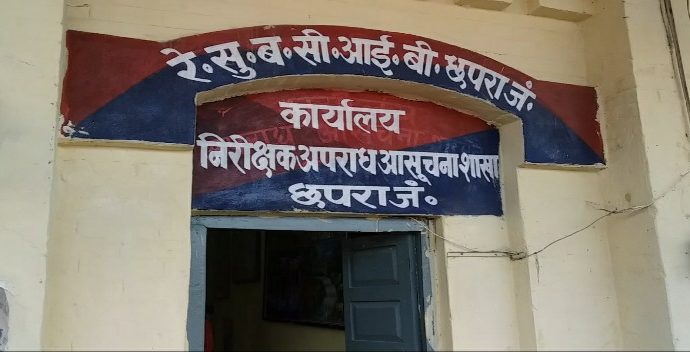 रे.सु.ब.सी.आई.बी.छपरा जं.
कार्यालय
निरीक्षक अपराध आसूचना शाखा
छपरा जं.